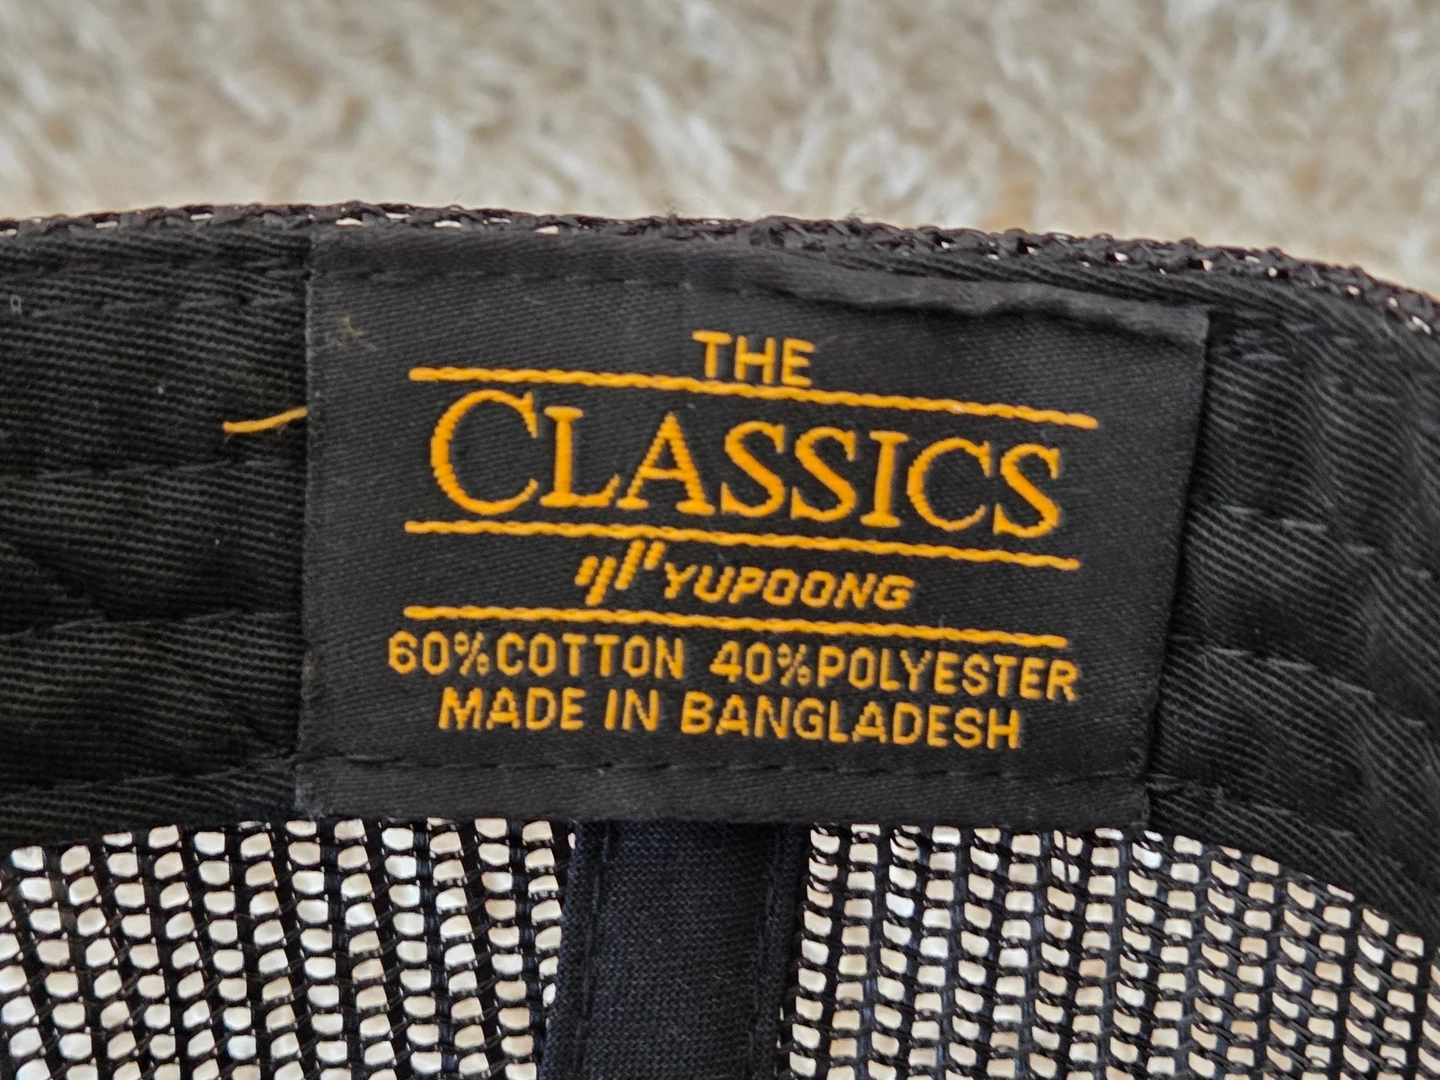 THE
CLASSICS
YUPOONG
60%COTTON 40%POLYESTER
MADE IN BANGLADESH